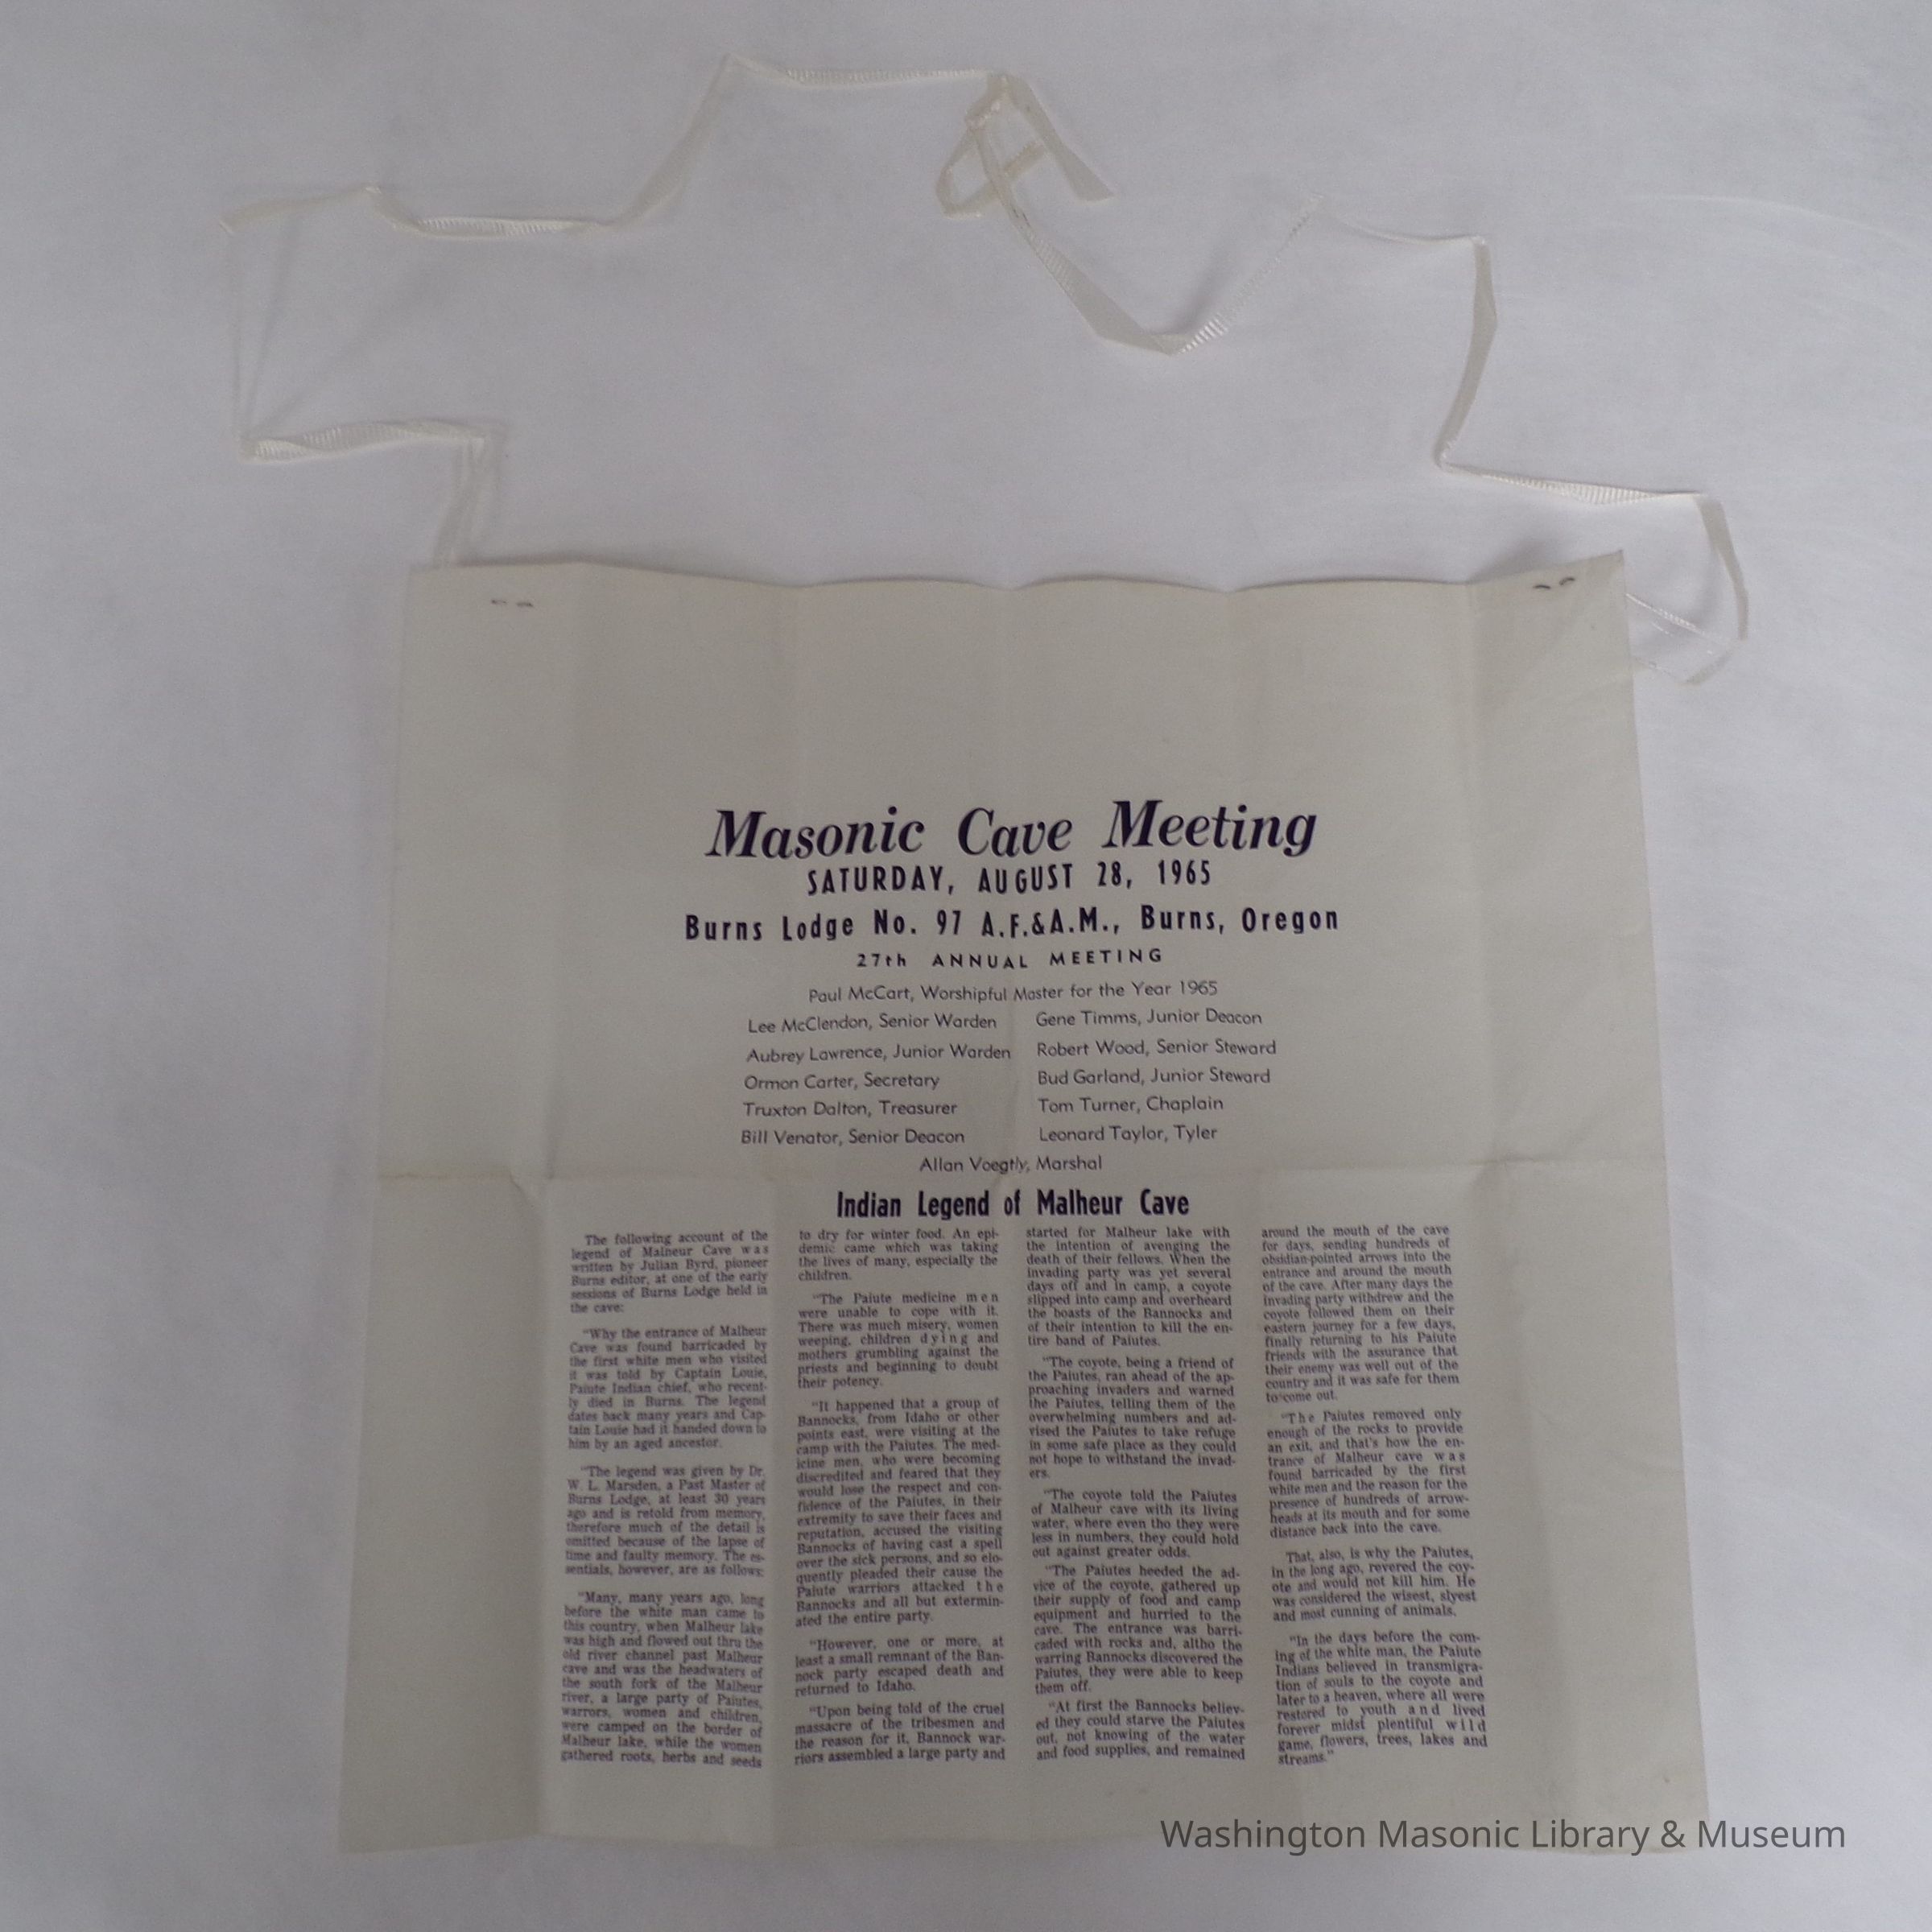 Masonic Cave Meeting
SATURDAY, AUGUST 28, 1965
Burns Lodge No. 97 A.F.&A.M., Burns, Oregon
27th ANNUAL MEETING
Paul McCart, Worshipful Master for the Year 1965
Lee McClendon, Senior Warden
Aubrey Lawrence, Junior Warden
Ormon Carter, Secretary
Truxton Dalton, Treasurer
Bill Venator, Senior Deacon
Gene Timms, Junior Deacon
Robert Wood, Senior Steward
Bud Garland, Junior Steward
Tom Turner, Chaplain
Leonard Taylor, Tyler
Allan Voegtly, Marshal
Indian Legend of Malheur Cave
The following account of the
legend of Malheur Cave was
written by Julian Byrd, pioneer
Burns editor, at one of the early
sessions of Burns Lodge held in
the cave:
"Why the entrance of Malheur
Cave was found barricaded by
the first white men who visited
it was told by Captain Louie,
Paiute Indian chief, who recent-
ly died in Burns. The legend
dates back many years and Cap-
tain Louie had it handed down to
him by an aged ancestor.
"The legend was given by Dr.
W. L. Marsden, a Past Master of
Burns Lodge, at least 30 years
ago and is retold from memory,
therefore much of the detail is
omitted because of the lapse of
time and faulty memory. The es-
sentials, however, are as follows:
"Many, many years ago, long
before the white man came to
this country, when Malheur lake
was high and flowed out thru the
old river channel past Malheur
cave and was the headwaters of
the south fork of the Malheur
river, a large party of Paiutes,
warrors, women and children,
were camped on the border of
Malheur lake, while the women
gathered roots, herbs and seeds
to dry for winter food. An epi-
demic came which was taking
the lives of many, especially the
children.
"The Paiute medicine men
were unable to cope with it.
There was much misery, women
weeping, children dying and
mothers grumbling against the
priests and beginning to doubt
their potency.
"It happened that a group of
Bannocks, from Idaho or other
points east, were visiting at the
camp with the Paiutes. The med-
icine men, who were becoming
discredited and feared that they
would lose the respect and con-
fidence of the Paiutes, in their
extremity to save their faces and
reputation, accused the visiting
Bannocks of having cast a spell
over the sick persons, and so elo-
quently pleaded their cause the
Paiute warriors attacked the
Bannocks and all but extermin-
ated the entire party.
"However, one or more, at
least a small remnant of the Ban-
nock party escaped death and
returned to Idaho.
"Upon being told of the cruel
massacre of the tribesmen and
the reason for it, Bannock war-
riors assembled a large party and
started for Malheur lake with
the intention of avenging the
death of their fellows. When the
invading party was yet several
days off and in camp, a coyote
slipped into camp and overheard
the boasts of the Bannocks and
of their intention to kill the en-
tire band of Paiutes.
"The coyote, being a friend of
the Paiutes, ran ahead of the ap-
proaching invaders and warned
the Paiutes, telling them of the
overwhelming numbers and ad-
vised the Paiutes to take refuge
in some safe place as they could
not hope to withstand the invad-
ers.
"The coyote told the Paiutes
of Malheur cave with its living
water, where even tho they were
less in numbers, they could hold
out against greater odds.
"The Paiutes heeded the ad-
vice of the coyote, gathered up
their supply of food and camp
equipment and hurried to the
cave. The entrance was barri-
caded with rocks and, altho the
warring Bannocks discovered the
Paiutes, they were able to keep
them off.
"At first the Bannocks believ-
ed they could starve the Paiutes
out, not knowing of the water
and food supplies, and remained
around the mouth of the cave
for days, sending hundreds of
obsidian-pointed arrows into the
entrance and around the mouth
of the cave. After many days the
invading party withdrew and the
coyote followed them on their
eastern journey for a few days,
finally returning to his Paiute
friends with the assurance that
their enemy was well out of the
country and it was safe for them
to come out.
"The Paiutes removed only
enough of the rocks to provide
an exit, and that's how the en-
trance of Malheur cave was
found barricaded by the first
white men and the reason for the
presence of hundreds of arrow-
heads at its mouth and for some
distance back into the cave.
That, also, is why the Paiutes,
in the long ago, revered the coy-
ote and would not kill him. He
was considered the wisest, slyest
and most cunning of animals.
"In the days before the com-
ing of the white man, the Paiute
Indians believed in transmigra-
tion of souls to the coyote and
later to a heaven, where all were
restored to youth and lived
forever midst plentiful wild
game, flowers, trees, lakes and
streams."
Washington Masonic Library & Museum